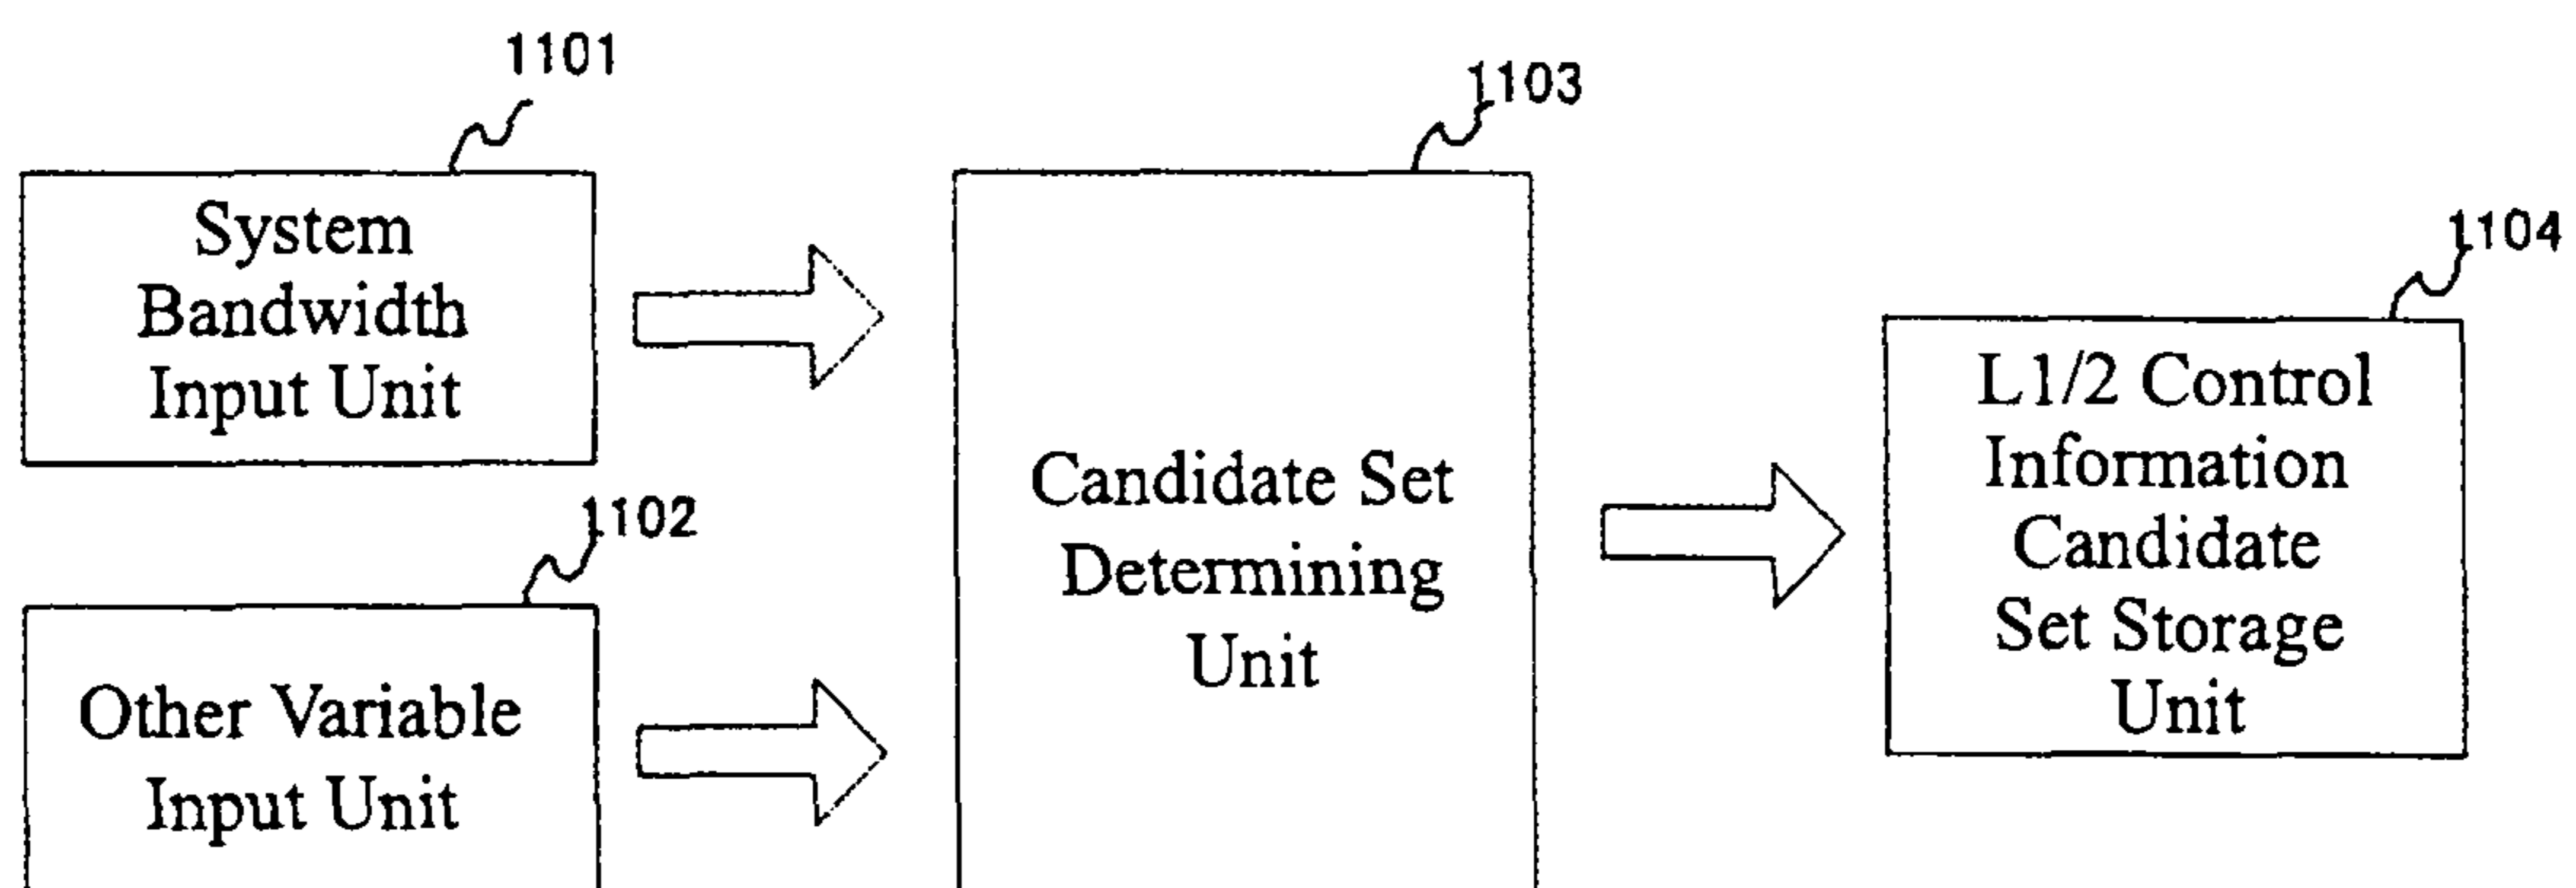 1101
System
Bandwidth
Input Unit
1102
Other Variable
Input Unit
1103
Candidate Set
Determining
Unit
1104
L1/2 Control
Information
Candidate
Set Storage
Unit